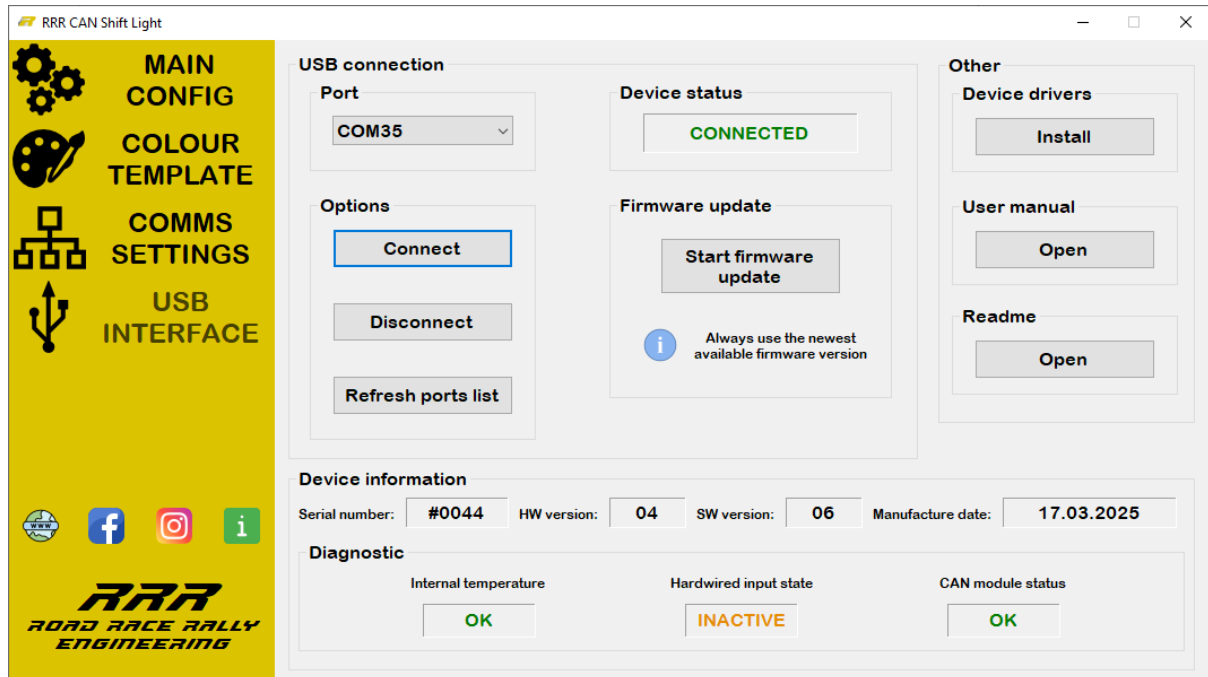 RRR CAN Shift Light
MAIN
CONFIG
COLOUR
TEMPLATE
COMMS
SETTINGS
USB
INTERFACE
www
i
RRR
ROAD RACE RALLY
ENGINEERING
USB connection
Port
COM35
Options
Connect
Disconnect
Refresh ports list
Device status
CONNECTED
Firmware update
Start firmware
update
i
Always use the newest
available firmware version
Other
Device drivers
Install
User manual
Open
Readme
Open
Device information
Serial number: #0044 HW version: 04 SW version: 06 Manufacture date: 17.03.2025
Diagnostic
Internal temperature Hardwired input state CAN module status
OK INACTIVE OK